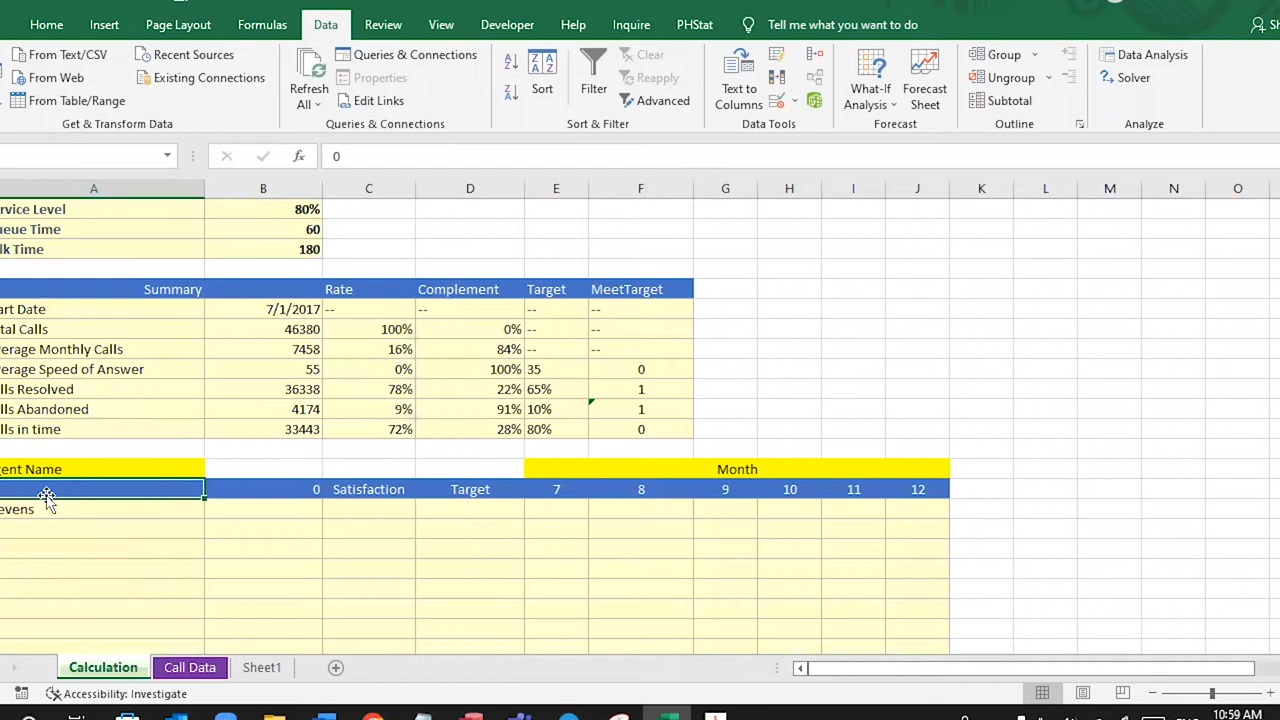 Home Insert Page Layout Formulas Data Review View Developer Help Inquire PHStat Tell me what you want to do
From Text/CSV Recent Sources Queries & Connections Clear Group Data Analysis
From Web Existing Connections Properties Reapply Ungroup Solver
From Table/Range Refresh All Edit Links Sort Filter Advanced Text to Columns What-If Analysis Forecast Sheet Subtotal
Get & Transform Data Queries & Connections Sort & Filter Data Tools Forecast Outline Analyze
fx 0
A B C D E F G H I J K L M N O
rvice Level 80%
ueue Time 60
lk Time 180
Summary Rate Complement Target MeetTarget
art Date 7/1/2017 -- -- -- --
tal Calls 46380 100% 0% -- --
verage Monthly Calls 7458 16% 84% -- --
verage Speed of Answer 55 0% 100% 35 0
lls Resolved 36338 78% 22% 65% 1
lls Abandoned 4174 9% 91% 10% 1
lls in time 33443 72% 28% 80% 0
gent Name Month
0 Satisfaction Target 7 8 9 10 11 12
evens
Calculation Call Data Sheet1
Accessibility: Investigate
10:59 AM